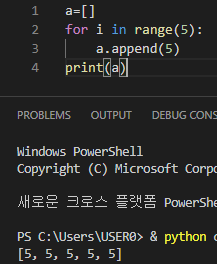 1 a=[]
2 for i in range(5):
3 a.append(5)
4 print(a)
PROBLEMS OUTPUT DEBUG CONS
Windows PowerShell
Copyright (C) Microsoft Corpo
새로운 크로스 플랫폼 PowerShe
PS C:\Users\USER0> & python
[5, 5, 5, 5, 5]